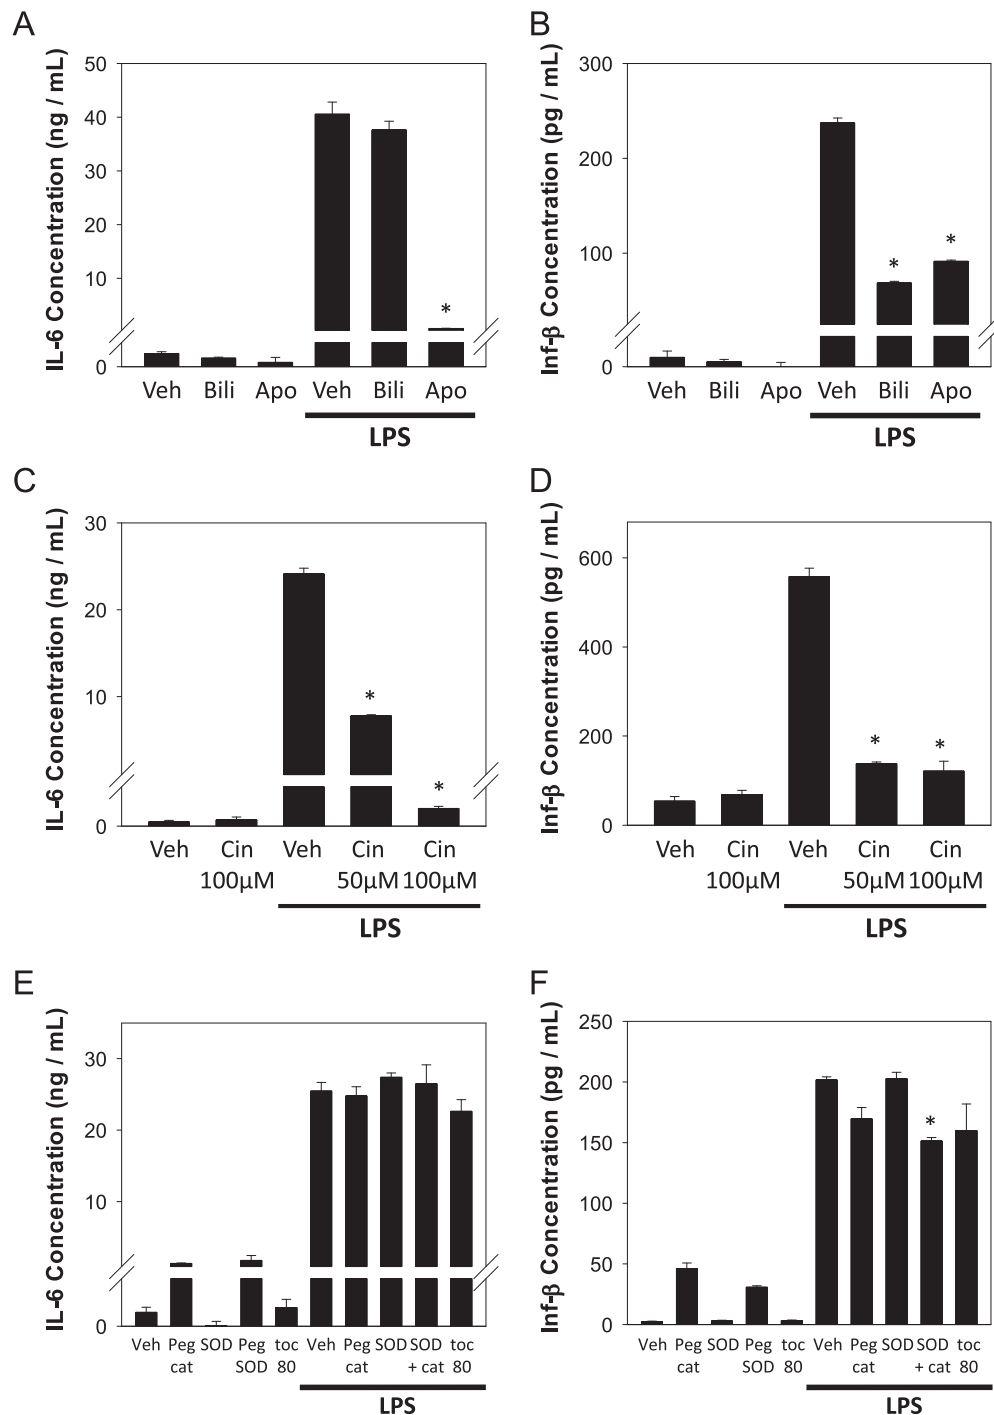 A
IL-6 Concentration (ng / mL)
50
40
30
20
10
0
*
Veh Bili Apo Veh Bili Apo
LPS
B
Inf-β Concentration (pg / mL)
300
200
100
0
* *
Veh Bili Apo Veh Bili Apo
LPS
C
IL-6 Concentration (ng / mL)
30
20
10
0
*
*
Veh Cin Veh Cin Cin
100µM 50µM 100µM
LPS
D
Inf-β Concentration (pg / mL)
600
400
200
0
* *
Veh Cin Veh Cin Cin
100µM 50µM 100µM
LPS
E
IL-6 Concentration (ng / mL)
30
20
10
0
Veh Peg SOD Peg toc Veh Peg SOD SOD toc
cat SOD 80 cat + cat 80
LPS
F
Inf-β Concentration (pg / mL)
250
200
150
100
50
0
*
Veh Peg SOD Peg toc Veh Peg SOD SOD toc
cat SOD 80 cat + cat 80
LPS